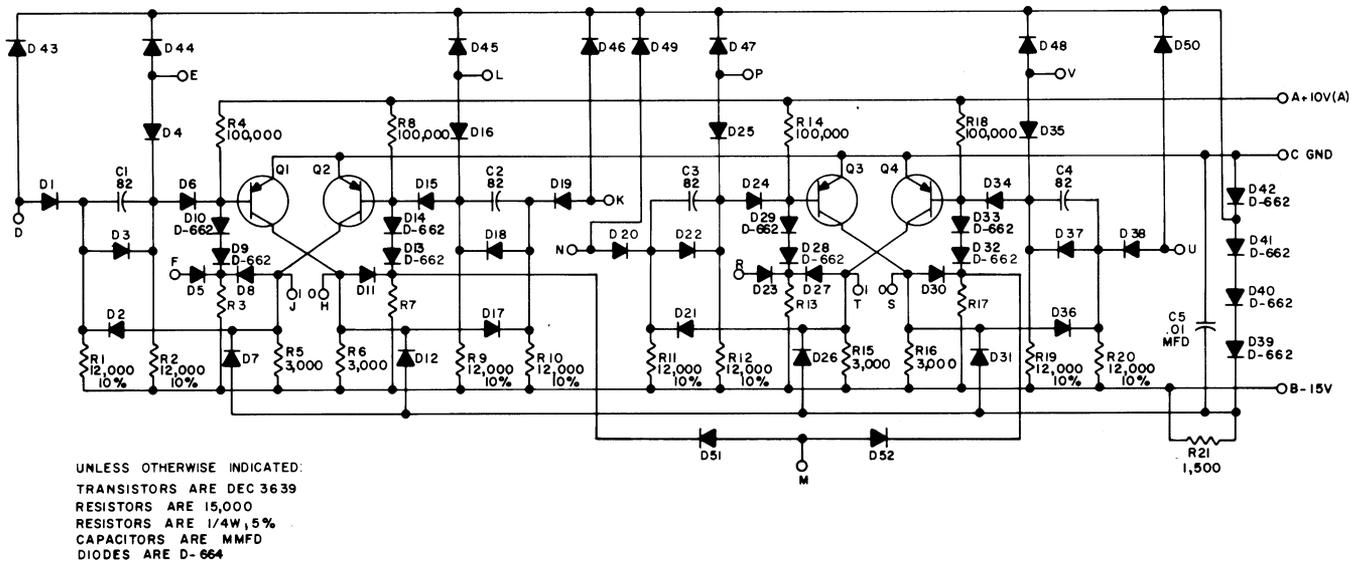 D43 D44 D45 D46 D49 D47 D48 D50
E L P V
A+10V(A)
D4 R4 100,000 R8 100,000 D16 D25 R14 100,000 R18 100,000 D35
C GND
Q1 Q2 Q3 Q4
D1 C1 82 D6 D15 C2 82 D19 K C3 82 D24 D34 C4 82 D42 D-662
D
D10 D-662 D14 D-662 D29 D-662 D33 D-662
D3 D9 D-662 D13 D-662 D18 N D20 D22 D28 D-662 D32 D-662 D37 D38 U D41 D-662
F D5 D8 1 J 0 H D11 R D23 D27 1 T 0 S D30
D40 D-662
R3 R7 R13 R17
D2 D17 D21 D36 C5 .01 MFD
D39 D-662
R1 12,000 10% R2 12,000 10% D7 R5 3,000 R6 3,000 D12 R9 12,000 10% R10 12,000 10% R11 12,000 10% R12 12,000 10% D26 R15 3,000 R16 3,000 D31 R19 12,000 10% R20 12,000 10%
B-15V
D51 D52
M
R21 1,500
UNLESS OTHERWISE INDICATED:
TRANSISTORS ARE DEC 3639
RESISTORS ARE 15,000
RESISTORS ARE 1/4W, 5%
CAPACITORS ARE MMFD
DIODES ARE D-664